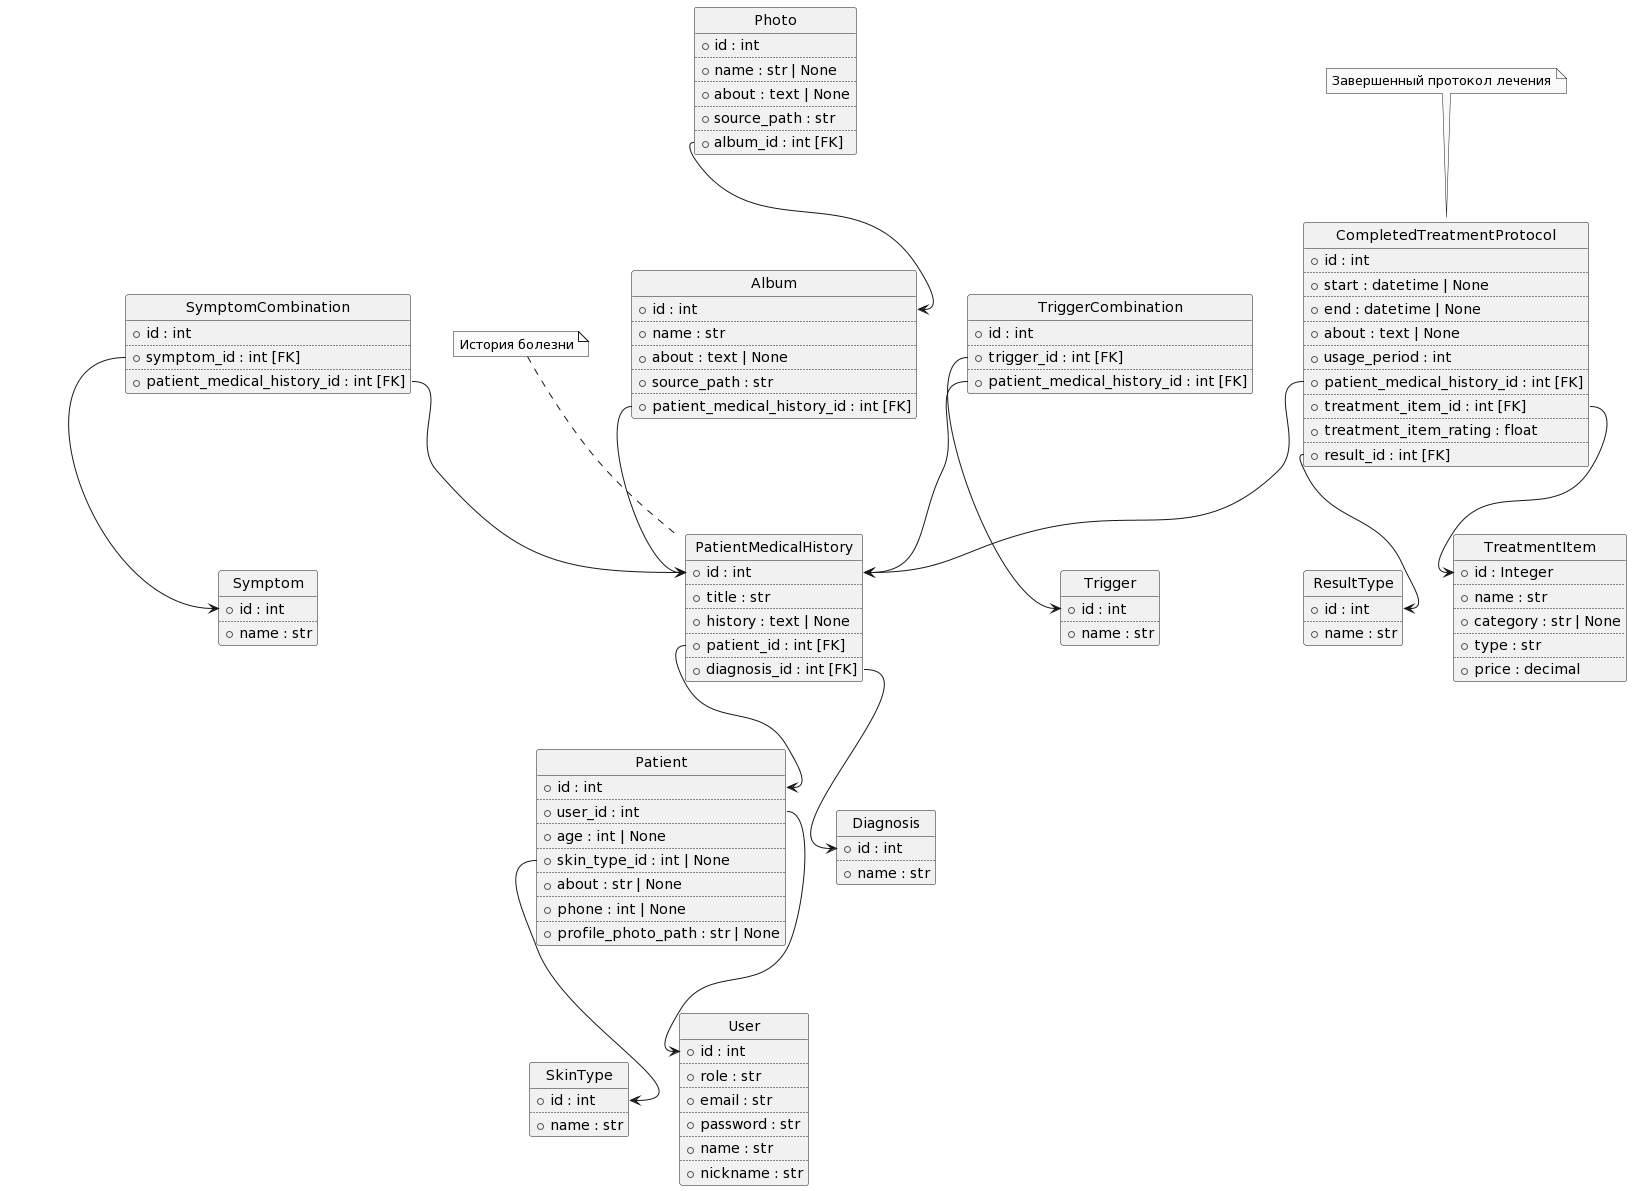 Photo
id : int
name : str | None
about : text | None
source_path : str
album_id : int [FK]
Завершенный протокол лечения
CompletedTreatmentProtocol
id : int
start : datetime | None
end : datetime | None
about : text | None
usage_period : int
patient_medical_history_id : int [FK]
treatment_item_id : int [FK]
treatment_item_rating : float
result_id : int [FK]
Album
id : int
name : str
about : text | None
source_path : str
patient_medical_history_id : int [FK]
SymptomCombination
id : int
symptom_id : int [FK]
patient_medical_history_id : int [FK]
История болезни
TriggerCombination
id : int
trigger_id : int [FK]
patient_medical_history_id : int [FK]
PatientMedicalHistory
id : int
title : str
history : text | None
patient_id : int [FK]
diagnosis_id : int [FK]
Symptom
id : int
name : str
Trigger
id : int
name : str
ResultType
id : int
name : str
TreatmentItem
id : Integer
name : str
category : str | None
type : str
price : decimal
Patient
id : int
user_id : int
age : int | None
skin_type_id : int | None
about : str | None
phone : int | None
profile_photo_path : str | None
Diagnosis
id : int
name : str
User
id : int
role : str
email : str
password : str
name : str
nickname : str
SkinType
id : int
name : str